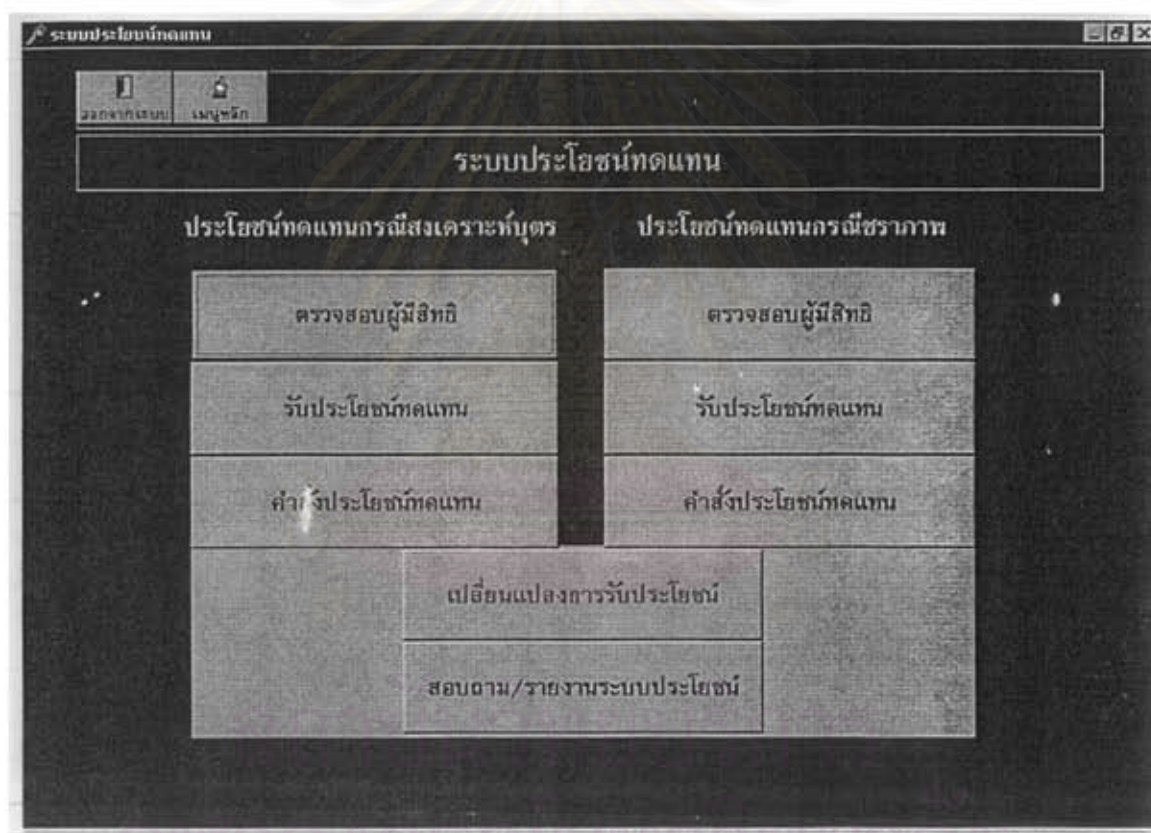 ระบบประโยชน์ทดแทน
ออกจากระบบ เมนูหลัก
ระบบประโยชน์ทดแทน
ประโยชน์ทดแทนกรณีสงเคราะห์บุตร ประโยชน์ทดแทนกรณีชราภาพ
ตรวจสอบผู้มีสิทธิ ตรวจสอบผู้มีสิทธิ
รับประโยชน์ทดแทน รับประโยชน์ทดแทน
คำสั่งประโยชน์ทดแทน คำสั่งประโยชน์ทดแทน
เปลี่ยนแปลงการรับประโยชน์
สอบถาม/รายงานระบบประโยชน์